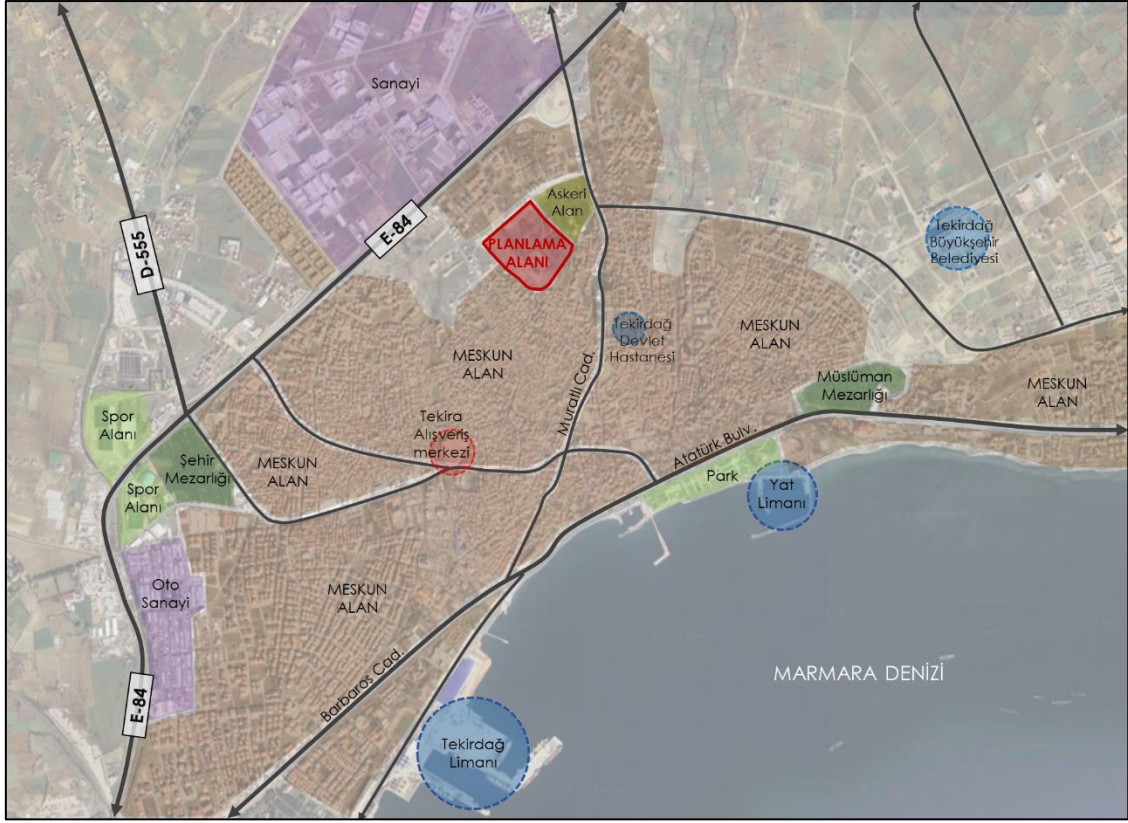 Sanayi
Askeri
Alan
E-84
PLANLAMA
ALANI
D-555
Tekirdağ
Büyükşehir
Belediyesi
Tekirdağ
Devlet
Hastanesi
MESKUN
ALAN
MESKUN
ALAN
Muratlı Cad.
Müslüman
Mezarlığı
MESKUN
ALAN
Spor
Alanı
Tekira
Alışveriş
merkezi
Atatürk Bulv.
Şehir
Mezarlığı
MESKUN
ALAN
Spor
Alanı
Park
Yat
Limanı
Oto
Sanayi
MESKUN
ALAN
Barbaros Cad.
MARMARA DENİZİ
E-84
Tekirdağ
Limanı